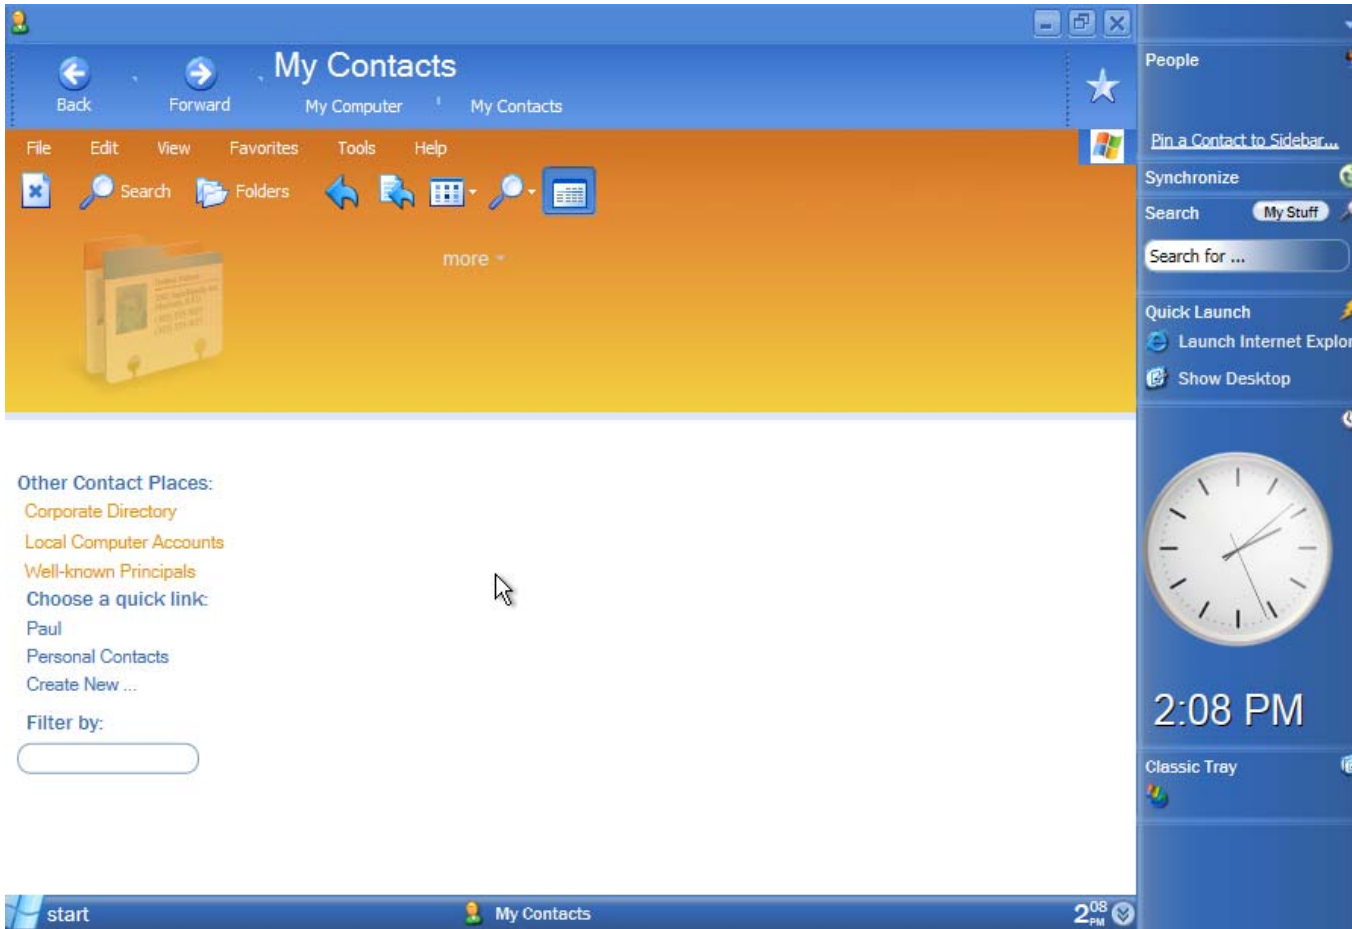 My Contacts
Back
Forward
My Computer
My Contacts
File Edit View Favorites Tools Help
Search Folders
more
Other Contact Places:
Corporate Directory
Local Computer Accounts
Well-known Principals
Choose a quick link:
Paul
Personal Contacts
Create New ...
Filter by:
People
Pin a Contact to Sidebar...
Synchronize
Search My Stuff
Search for ...
Quick Launch
Launch Internet Explor
Show Desktop
2:08 PM
Classic Tray
start
My Contacts
2 08 PM